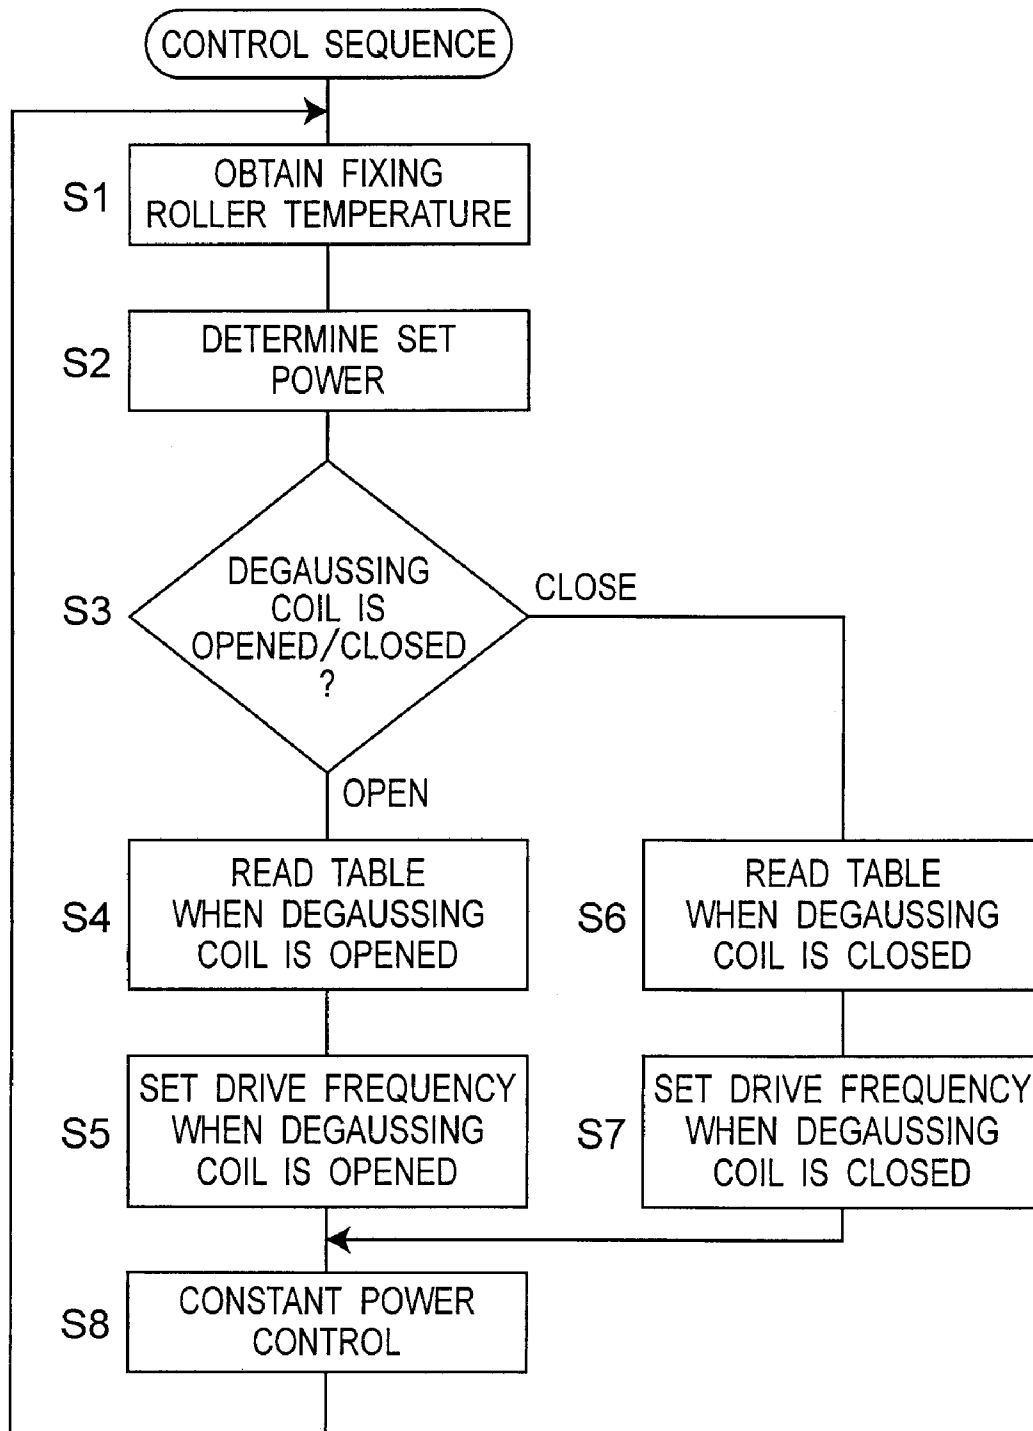 CONTROL SEQUENCE
S1
OBTAIN FIXING
ROLLER TEMPERATURE
S2
DETERMINE SET
POWER
S3
DEGAUSSING
COIL IS
OPENED/CLOSED
?
CLOSE
OPEN
S4
READ TABLE
WHEN DEGAUSSING
COIL IS OPENED
S6
READ TABLE
WHEN DEGAUSSING
COIL IS CLOSED
S5
SET DRIVE FREQUENCY
WHEN DEGAUSSING
COIL IS OPENED
S7
SET DRIVE FREQUENCY
WHEN DEGAUSSING
COIL IS CLOSED
S8
CONSTANT POWER
CONTROL